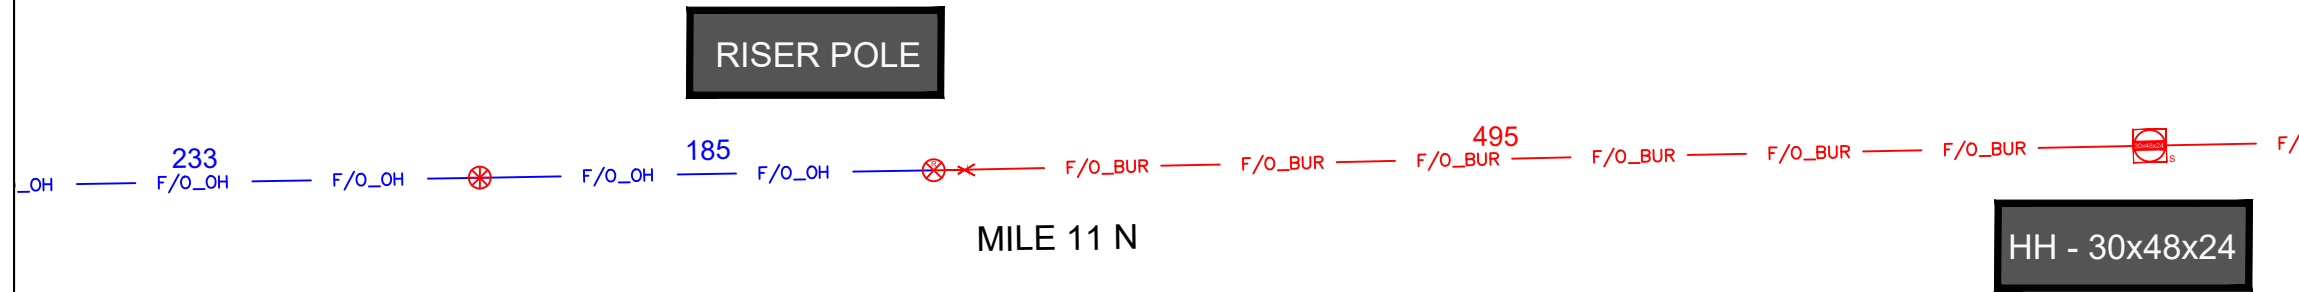 RISER POLE
233
185
495
_OH
F/O_OH
F/O_OH
F/O_OH
F/O_OH
R
F/O_BUR
F/O_BUR
F/O_BUR
F/O_BUR
F/O_BUR
F/O_BUR
30x48x24
S
F/
MILE 11 N
HH - 30x48x24